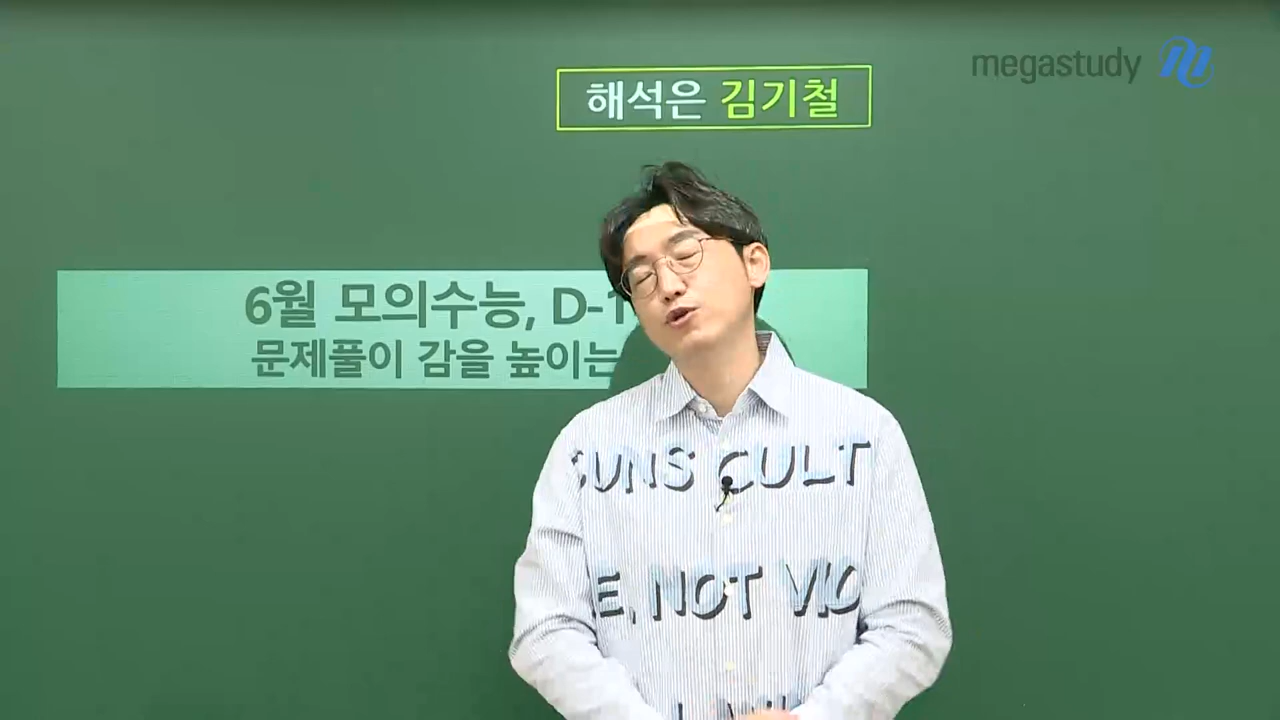 megastudy
해석은 김기철
6월 모의수능, D-1
문제풀이 감을 높이는
SUNS CULT
E, NOT VIO